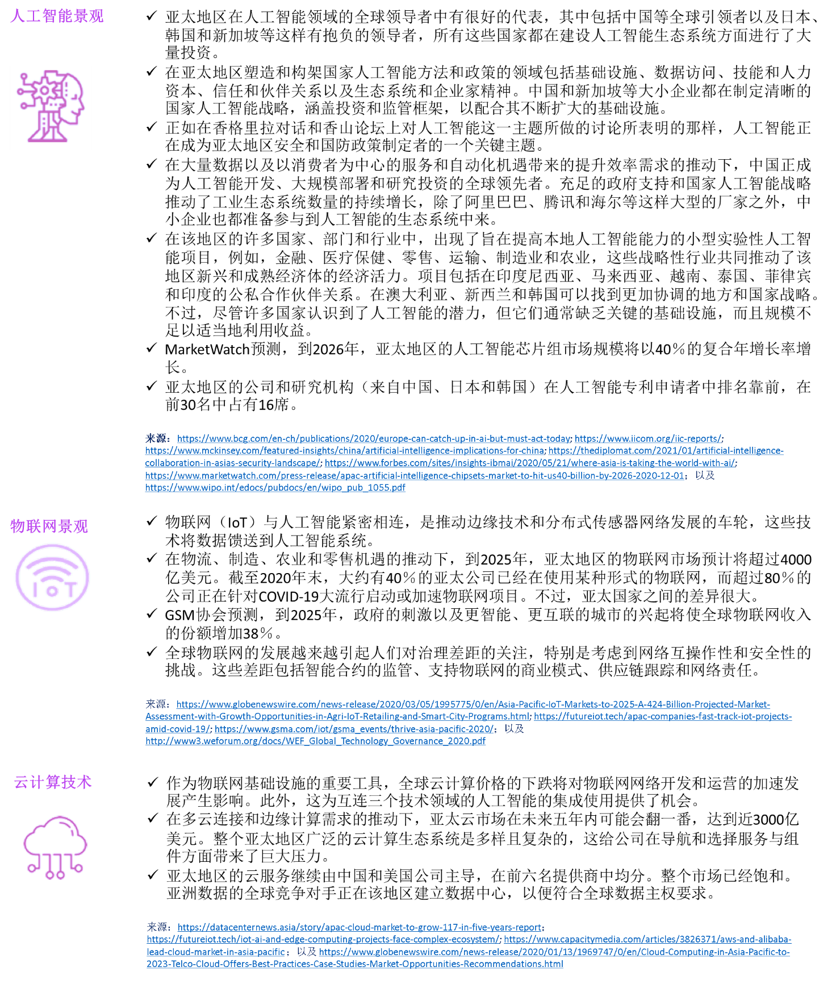 人工智能景观
✓ 亚太地区在人工智能领域的全球领导者中有很好的代表，其中包括中国等全球引领者以及日本、
韩国和新加坡等这样有抱负的领导者，所有这些国家都在建设人工智能生态系统方面进行了大
量投资。
✓ 在亚太地区塑造和构架国家人工智能方法和政策的领域包括基础设施、数据访问、技能和人力
资本、信任和伙伴关系以及生态系统和企业家精神。中国和新加坡等大小企业都在制定清晰的
国家人工智能战略，涵盖投资和监管框架，以配合其不断扩大的基础设施。
✓ 正如在香格里拉对话和香山论坛上对人工智能这一主题所做的讨论所表明的那样，人工智能正
在成为亚太地区安全和国防政策制定者的一个关键主题。
✓ 在大量数据以及以消费者为中心的服务和自动化机遇带来的提升效率需求的推动下，中国正成
为人工智能开发、大规模部署和研究投资的全球领先者。充足的政府支持和国家人工智能战略
推动了工业生态系统数量的持续增长，除了阿里巴巴、腾讯和海尔等这样大型的厂家之外，中
小企业也都准备参与到人工智能的生态系统中来。
✓ 在该地区的许多国家、部门和行业中，出现了旨在提高本地人工智能能力的小型实验性人工智
能项目，例如，金融、医疗保健、零售、运输、制造业和农业，这些战略性行业共同推动了该
地区新兴和成熟经济体的经济活力。项目包括在印度尼西亚、马来西亚、越南、泰国、菲律宾
和印度的公私合作伙伴关系。在澳大利亚、新西兰和韩国可以找到更加协调的地方和国家战略。
不过，尽管许多国家认识到了人工智能的潜力，但它们通常缺乏关键的基础设施，而且规模不
足以适当地利用收益。
✓ MarketWatch预测，到2026年，亚太地区的人工智能芯片组市场规模将以40％的复合年增长率增
长。
✓ 亚太地区的公司和研究机构（来自中国、日本和韩国）在人工智能专利申请者中排名靠前，在
前30名中占有16席。
来源：https://www.bcg.com/en-ch/publications/2020/europe-can-catch-up-in-ai-but-must-act-today; https://www.iicom.org/iic-reports/;
https://www.mckinsey.com/featured-insights/china/artificial-intelligence-implications-for-china; https://thediplomat.com/2021/01/artificial-intelligence-
collaboration-in-asias-security-landscape/; https://www.forbes.com/sites/insights-ibmai/2020/05/21/where-asia-is-taking-the-world-with-ai/;
https://www.marketwatch.com/press-release/apac-artificial-intelligence-chipsets-market-to-hit-us40-billion-by-2026-2020-12-01；以及
https://www.wipo.int/edocs/pubdocs/en/wipo_pub_1055.pdf
物联网景观
IoT
✓ 物联网（IoT）与人工智能紧密相连，是推动边缘技术和分布式传感器网络发展的车轮，这些技
术将数据馈送到人工智能系统。
✓ 在物流、制造、农业和零售机遇的推动下，到2025年，亚太地区的物联网市场预计将超过4000
亿美元。截至2020年末，大约有40％的亚太公司已经在使用某种形式的物联网，而超过80％的
公司正在针对COVID-19大流行启动或加速物联网项目。不过，亚太国家之间的差异很大。
✓ GSM协会预测，到2025年，政府的刺激以及更智能、更互联的城市的兴起将使全球物联网收入
的份额增加38％。
✓ 全球物联网的发展越来越引起人们对治理差距的关注，特别是考虑到网络互操作性和安全性的
挑战。这些差距包括智能合约的监管、支持物联网的商业模式、供应链跟踪和网络责任。
来源：https://www.globenewswire.com/news-release/2020/03/05/1995775/0/en/Asia-Pacific-IoT-Markets-to-2025-A-424-Billion-Projected-Market-
Assessment-with-Growth-Opportunities-in-Agri-IoT-Retailing-and-Smart-City-Programs.html; https://futureiot.tech/apac-companies-fast-track-iot-projects-
amid-covid-19/; https://www.gsma.com/iot/gsma_events/thrive-asia-pacific-2020/；以及
http://www3.weforum.org/docs/WEF_Global_Technology_Governance_2020.pdf
云计算技术
✓ 作为物联网基础设施的重要工具，全球云计算价格的下跌将对物联网网络开发和运营的加速发
展产生影响。此外，这为互连三个技术领域的人工智能的集成使用提供了机会。
✓ 在多云连接和边缘计算需求的推动下，亚太云市场在未来五年内可能会翻一番，达到近3000亿
美元。整个亚太地区广泛的云计算生态系统是多样且复杂的，这给公司在导航和选择服务与组
件方面带来了巨大压力。
✓ 亚太地区的云服务继续由中国和美国公司主导，在前六名提供商中均分。整个市场已经饱和。
亚洲数据的全球竞争对手正在该地区建立数据中心，以便符合全球数据主权要求。
来源：https://datacenternews.asia/story/apac-cloud-market-to-grow-117-in-five-years-report；
https://futureiot.tech/iot-ai-and-edge-computing-projects-face-complex-ecosystem/; https://www.capacitymedia.com/articles/3826371/aws-and-alibaba-
lead-cloud-market-in-asia-pacific；以及 https://www.globenewswire.com/news-release/2020/01/13/1969747/0/en/Cloud-Computing-in-Asia-Pacific-to-
2023-Telco-Cloud-Offers-Best-Practices-Case-Studies-Market-Opportunities-Recommendations.html